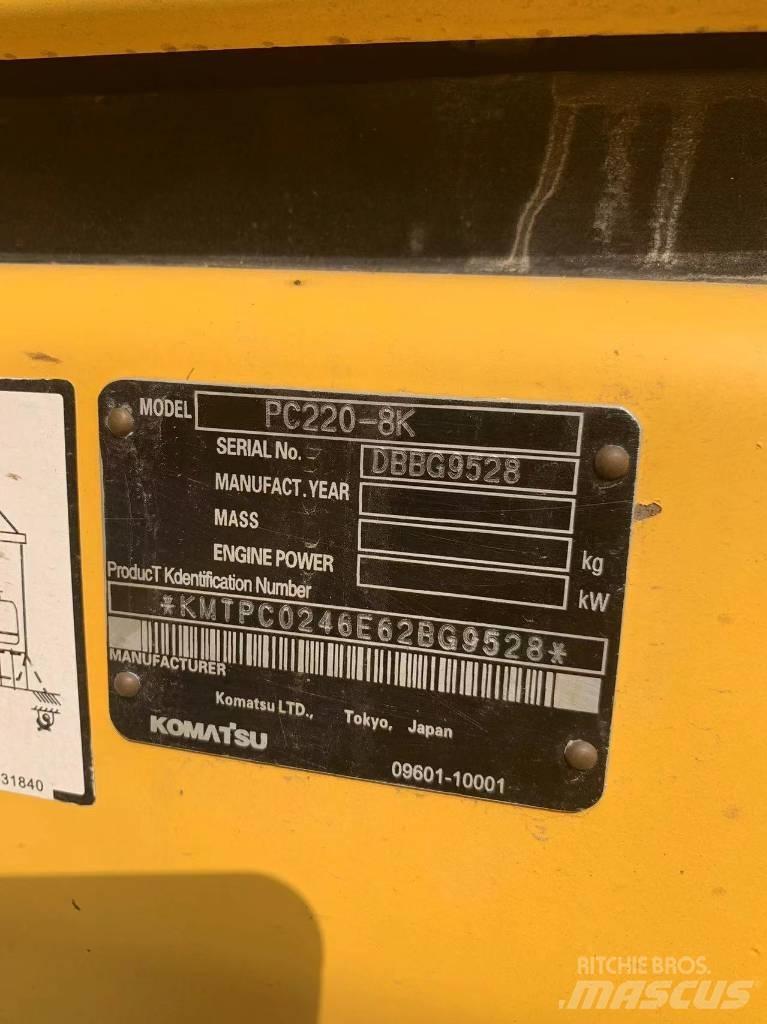 MODEL PC220-8K
SERIAL No. DBBG9528
MANUFACT.YEAR
MASS kg
ENGINE POWER kW
ProducT Kdentification Number
*KMTPC0246E62BG9528*
MANUFACTURER
Komatsu LTD., Tokyo, Japan
KOMATSU
09601-10001
31840
RITCHIE BROS.
MASCUS